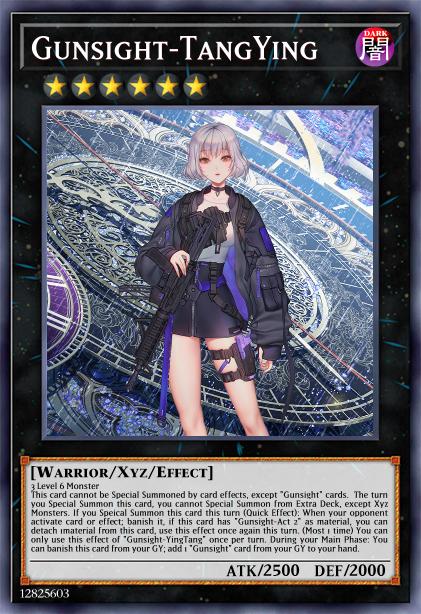 GUNSIGHT-TANGYING
DARK
闇
[WARRIOR/XYZ/EFFECT]
3 Level 6 Monster
This card cannot be Special Summoned by card effects, except "Gunsight" cards. The turn
you Special Summon this card, you cannot Special Summon from Extra Deck, except Xyz
Monsters. If you Speical Summon this card this turn (Quick Effect): When your opponent
activate card or effect; banish it, if this card has "Gunsight-Act 2" as material, you can
detach 1material from this card, use this effect once again this turn. (Most 1 time) You can
only use this effect of "Gunsight-YingTang" once per turn. During your Main Phase: You
can banish this card from your GY; add 1 "Gunsight" card from your GY to your hand.
ATK/2500 DEF/2000
12825603